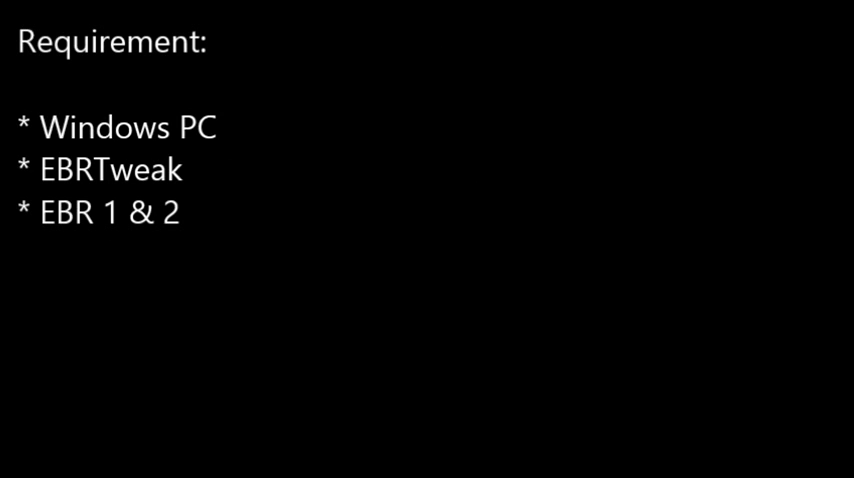 Requirement:
* Windows PC
* EBRTweak
* EBR 1 & 2